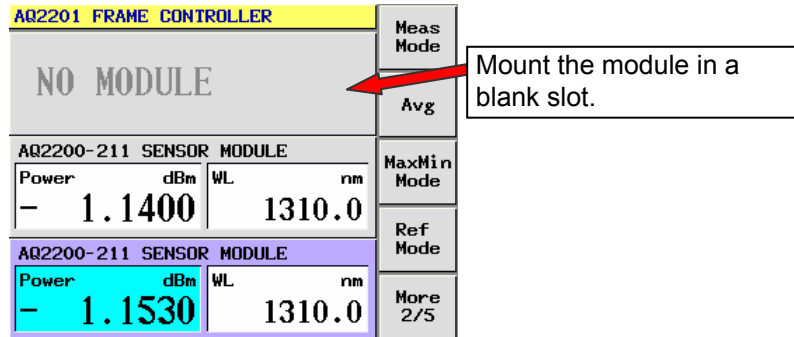 AQ2201 FRAME CONTROLLER
NO MODULE
AQ2200-211 SENSOR MODULE
Power dBm WL nm
- 1.1400 1310.0
AQ2200-211 SENSOR MODULE
Power dBm WL nm
- 1.1530 1310.0
Meas
Mode
Avg
MaxMin
Mode
Ref
Mode
More
2/5
Mount the module in a
blank slot.